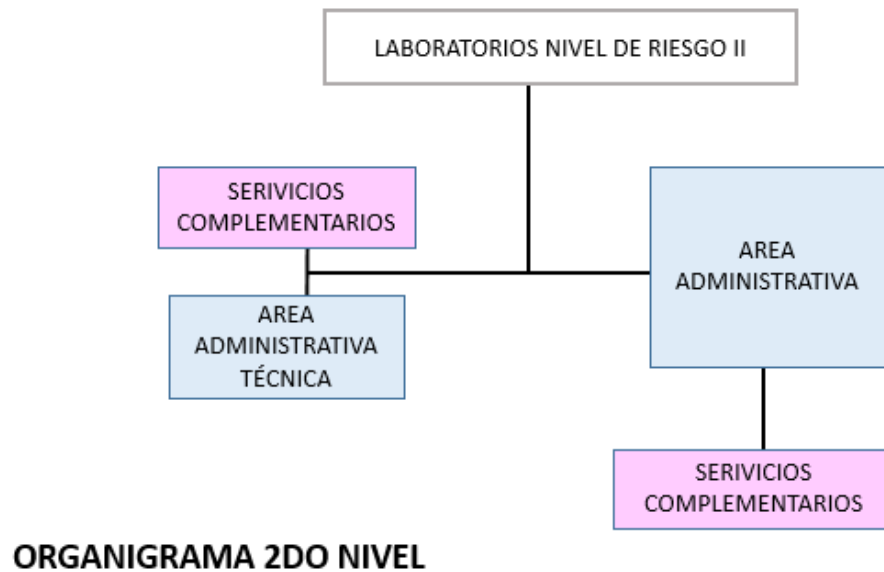 LABORATORIOS NIVEL DE RIESGO II
SERIVICIOS
COMPLEMENTARIOS
AREA
ADMINISTRATIVA
AREA
ADMINISTRATIVA
TÉCNICA
SERIVICIOS
COMPLEMENTARIOS
ORGANIGRAMA 2DO NIVEL